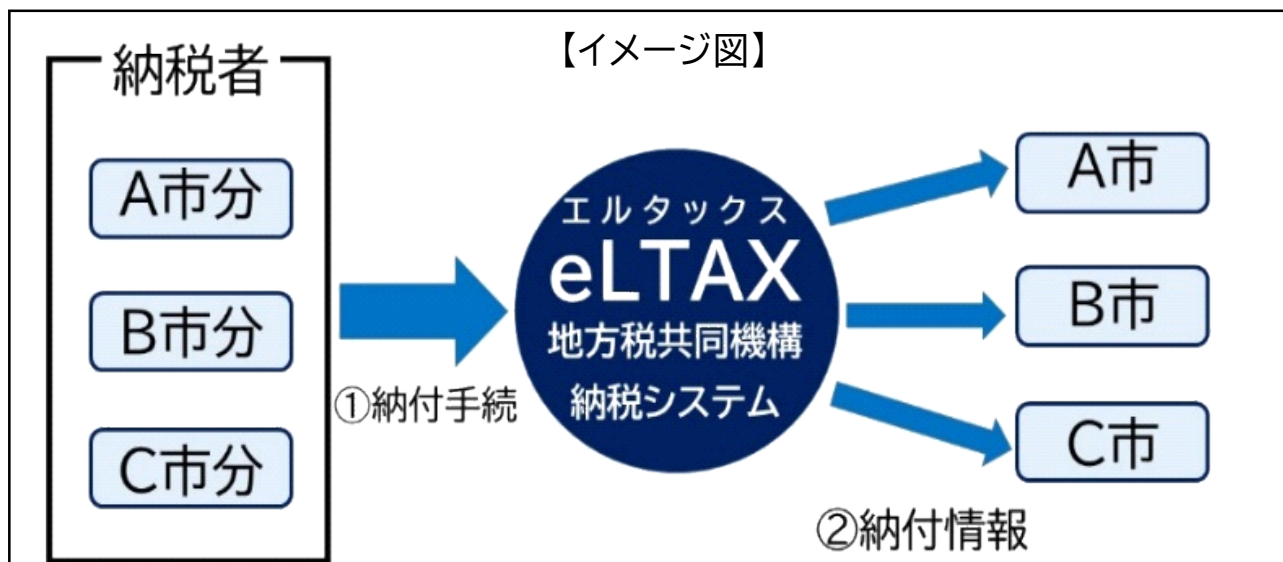 【イメージ図】
納税者
A市分
B市分
C市分
①納付手続
エルタックス
eLTAX
地方税共同機構
納税システム
A市
B市
C市
②納付情報